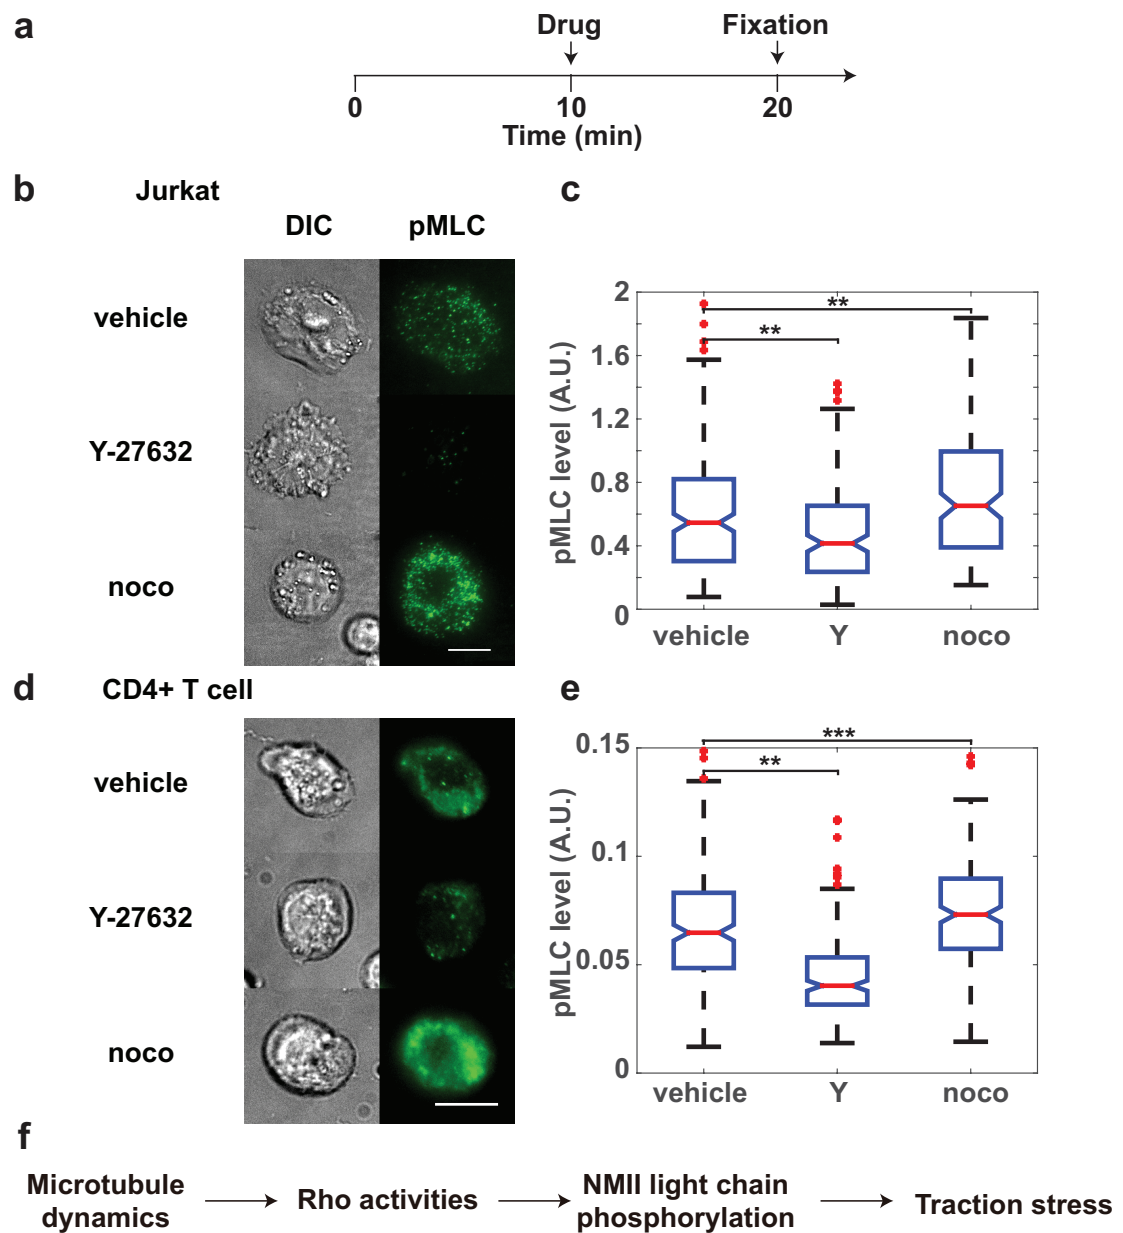 a
Drug Fixation
0 10 20
Time (min)
b Jurkat
DIC pMLC
vehicle
Y-27632
noco
c
pMLC level (A.U.)
2
1.6
1.2
0.8
0.4
0
** **
vehicle Y noco
d CD4+ T cell
vehicle
Y-27632
noco
e
pMLC level (A.U.)
0.15
0.1
0.05
0
*** **
vehicle Y noco
f
Microtubule
dynamics
Rho activities
NMII light chain
phosphorylation
Traction stress